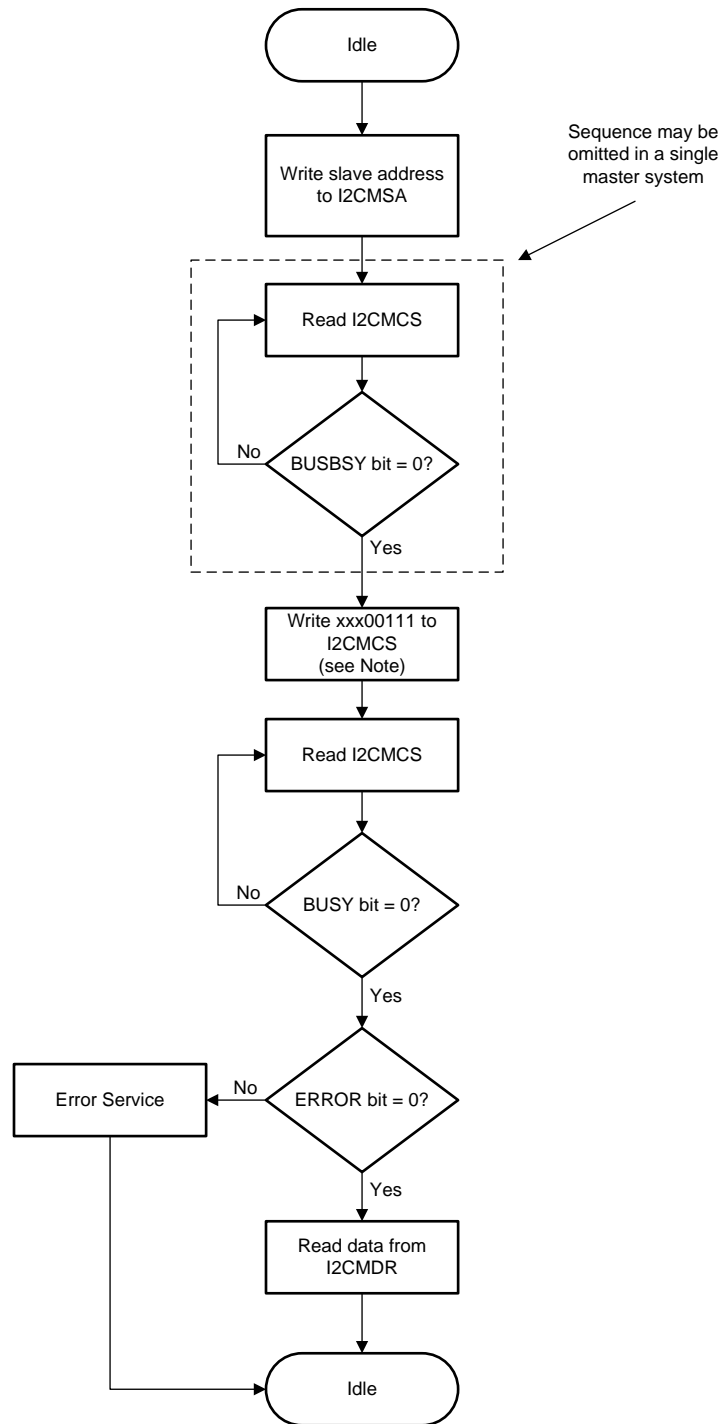 Idle
Sequence may be
omitted in a single
master system
Write slave address
to I2CMSA
Read I2CMCS
No
BUSBSY bit = 0?
Yes
Write xxx00111 to
I2CMCS
(see Note)
Read I2CMCS
No
BUSY bit = 0?
Yes
Error Service
No
ERROR bit = 0?
Yes
Read data from
I2CMDR
Idle